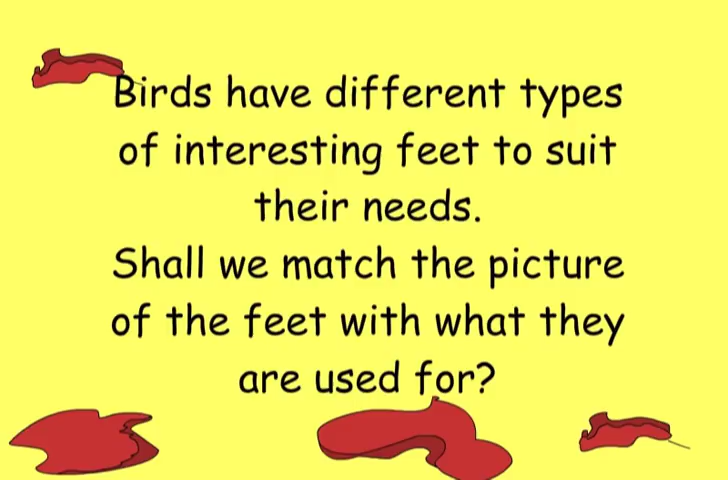 Birds have different types
of interesting feet to suit
their needs.
Shall we match the picture
of the feet with what they
are used for?